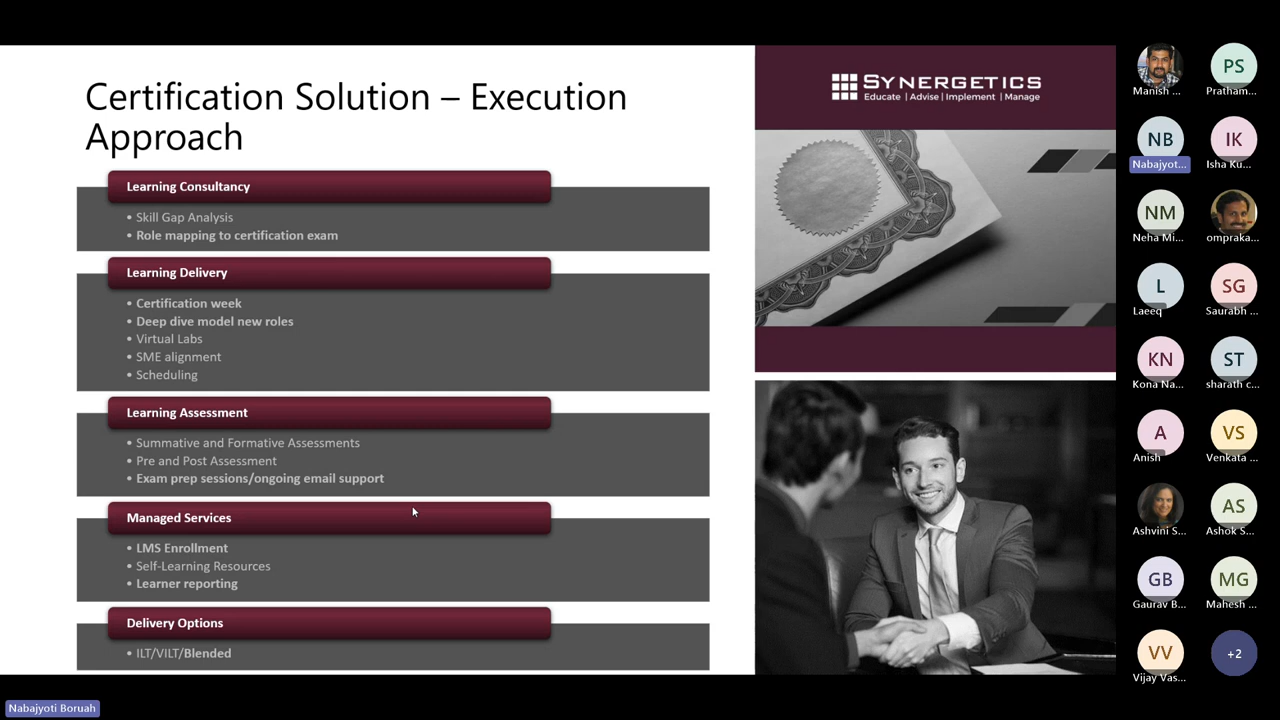 Certification Solution – Execution
Approach
Learning Consultancy
• Skill Gap Analysis
• Role mapping to certification exam
Learning Delivery
• Certification week
• Deep dive model new roles
• Virtual Labs
• SME alignment
• Scheduling
Learning Assessment
• Summative and Formative Assessments
• Pre and Post Assessment
• Exam prep sessions/ongoing email support
Managed Services
• LMS Enrollment
• Self-Learning Resources
• Learner reporting
Delivery Options
• ILT/VILT/Blended
SYNERGETICS
Educate | Advise | Implement | Manage
Manish ...
PS
Pratham...
NB
Nabajyot...
IK
Isha Ku...
NM
Neha Mi...
ompraka...
L
Laeeq
SG
Saurabh ...
KN
Kona Na...
ST
sharath c...
A
Anish
VS
Venkata ...
Ashvini S...
AS
Ashok S...
GB
Gaurav B...
MG
Mahesh ...
VV
Vijay Vas...
+2
Nabajyoti Boruah